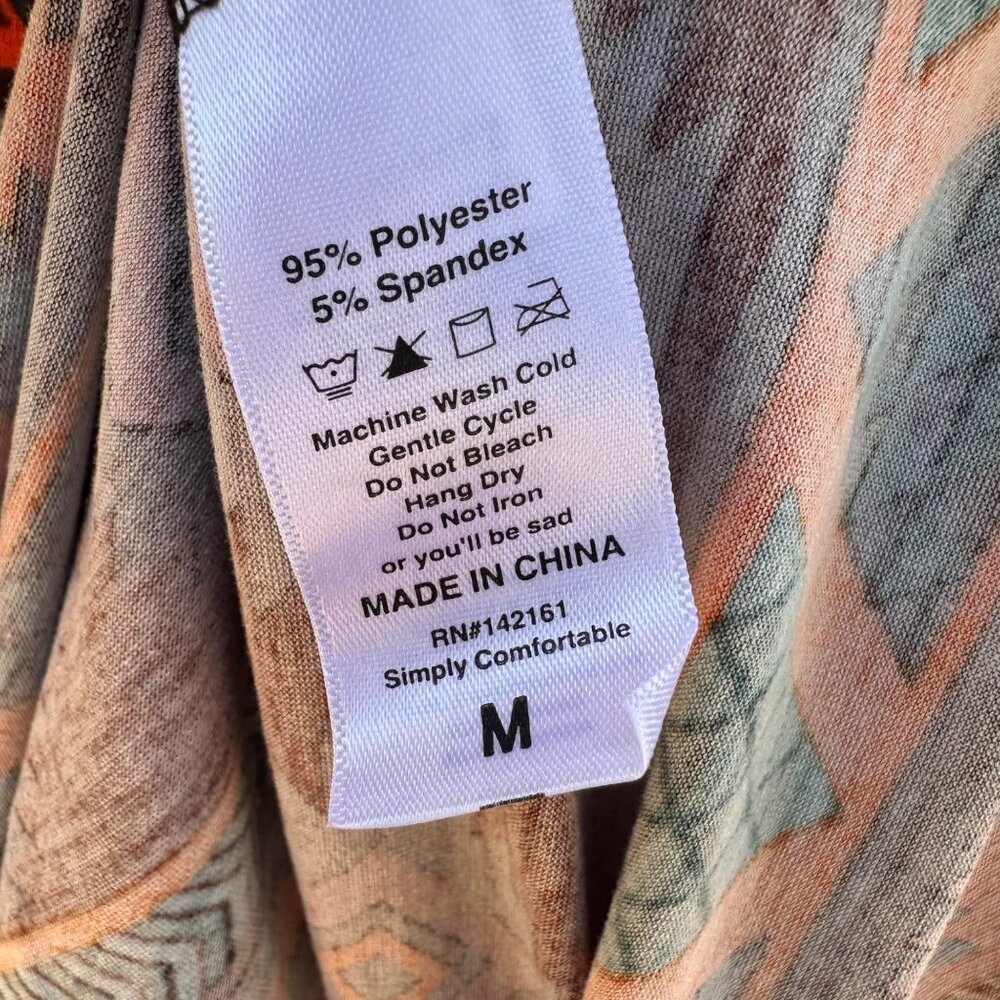 95% Polyester
5% Spandex
Machine Wash Cold
Gentle Cycle
Do Not Bleach
Hang Dry
Do Not Iron
or you'll be sad
MADE IN CHINA
RN#142161
Simply Comfortable
M